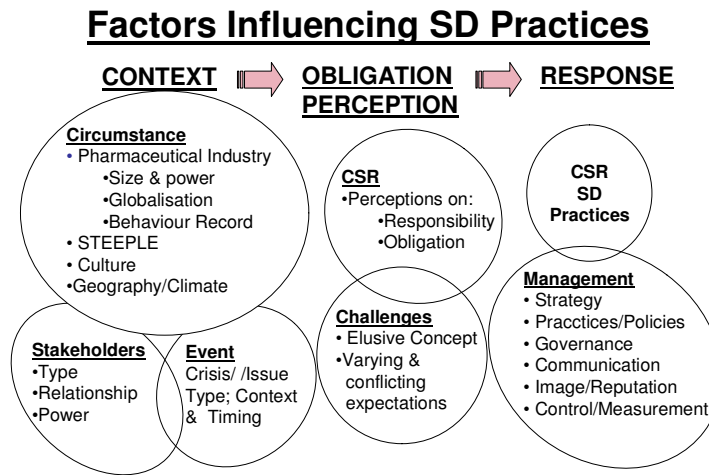 Factors Influencing SD Practices
CONTEXT
OBLIGATION
PERCEPTION
RESPONSE
Circumstance
• Pharmaceutical Industry
•Size & power
•Globalisation
•Behaviour Record
• STEEPLE
• Culture
•Geography/Climate
Stakeholders
•Type
•Relationship
•Power
Event
Crisis/ /Issue
Type; Context
& Timing
CSR
•Perceptions on:
•Responsibility
•Obligation
Challenges
• Elusive Concept
•Varying &
conflicting
expectations
CSR
SD
Practices
Management
• Strategy
• Pracctices/Policies
• Governance
• Communication
• Image/Reputation
• Control/Measurement